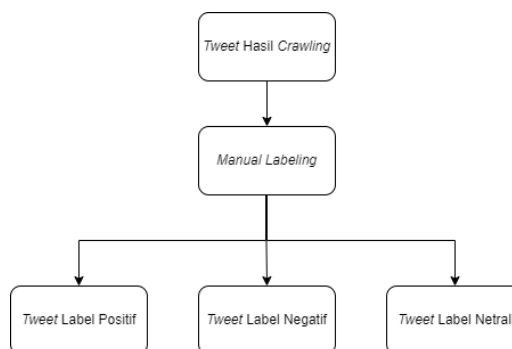 Tweet Hasil Crawling
Manual Labeling
Tweet Label Positif
Tweet Label Negatif
Tweet Label Netral